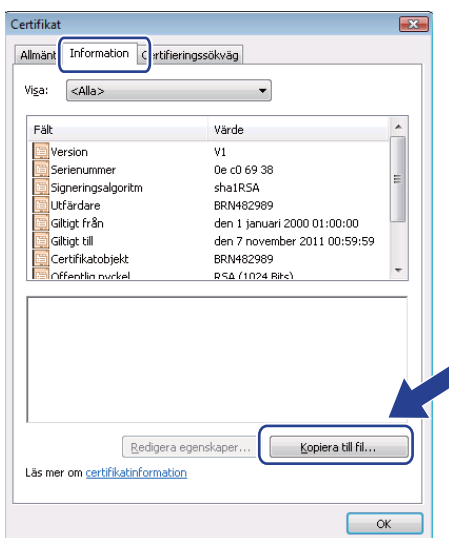 Certifikat
Allmänt Information Certifieringssökväg
Visa: <Alla>
Fält Värde
Version V1
Serienummer 0e c0 69 38
Signeringsalgoritm sha1RSA
Utfärdare BRN482989
Giltigt från den 1 januari 2000 01:00:00
Giltigt till den 7 november 2011 00:59:59
Certifikatobjekt BRN482989
Offentlig nyckel RSA (1024 Bits)
Redigera egenskaper... Kopiera till fil...
Läs mer om certifikatinformation
OK